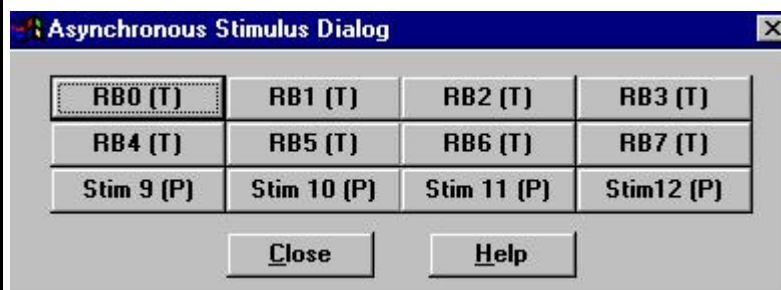 Asynchronous Stimulus Dialog
RB0 (T) RB1 (T) RB2 (T) RB3 (T)
RB4 (T) RB5 (T) RB6 (T) RB7 (T)
Stim 9 (P) Stim 10 (P) Stim 11 (P) Stim12 (P)
Close Help